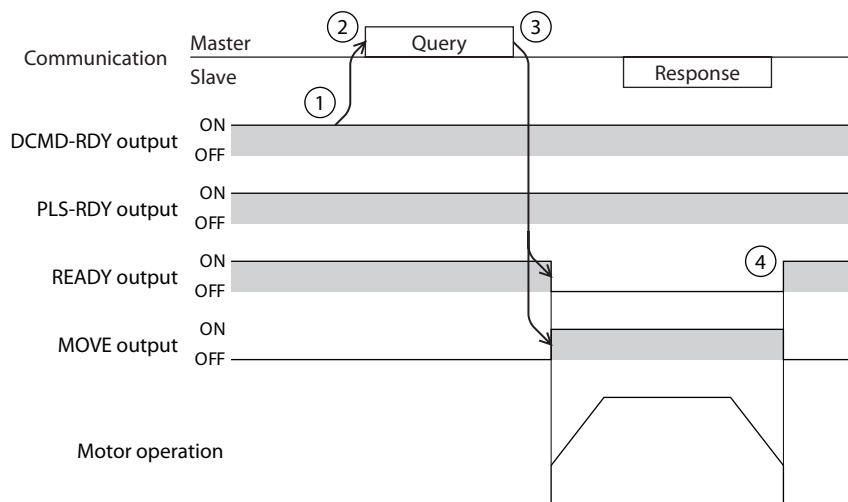 ② Query ③
Communication Master
Slave Response
①
DCMD-RDY output ON
OFF
PLS-RDY output ON
OFF
READY output ON ④
OFF
MOVE output ON
OFF
Motor operation